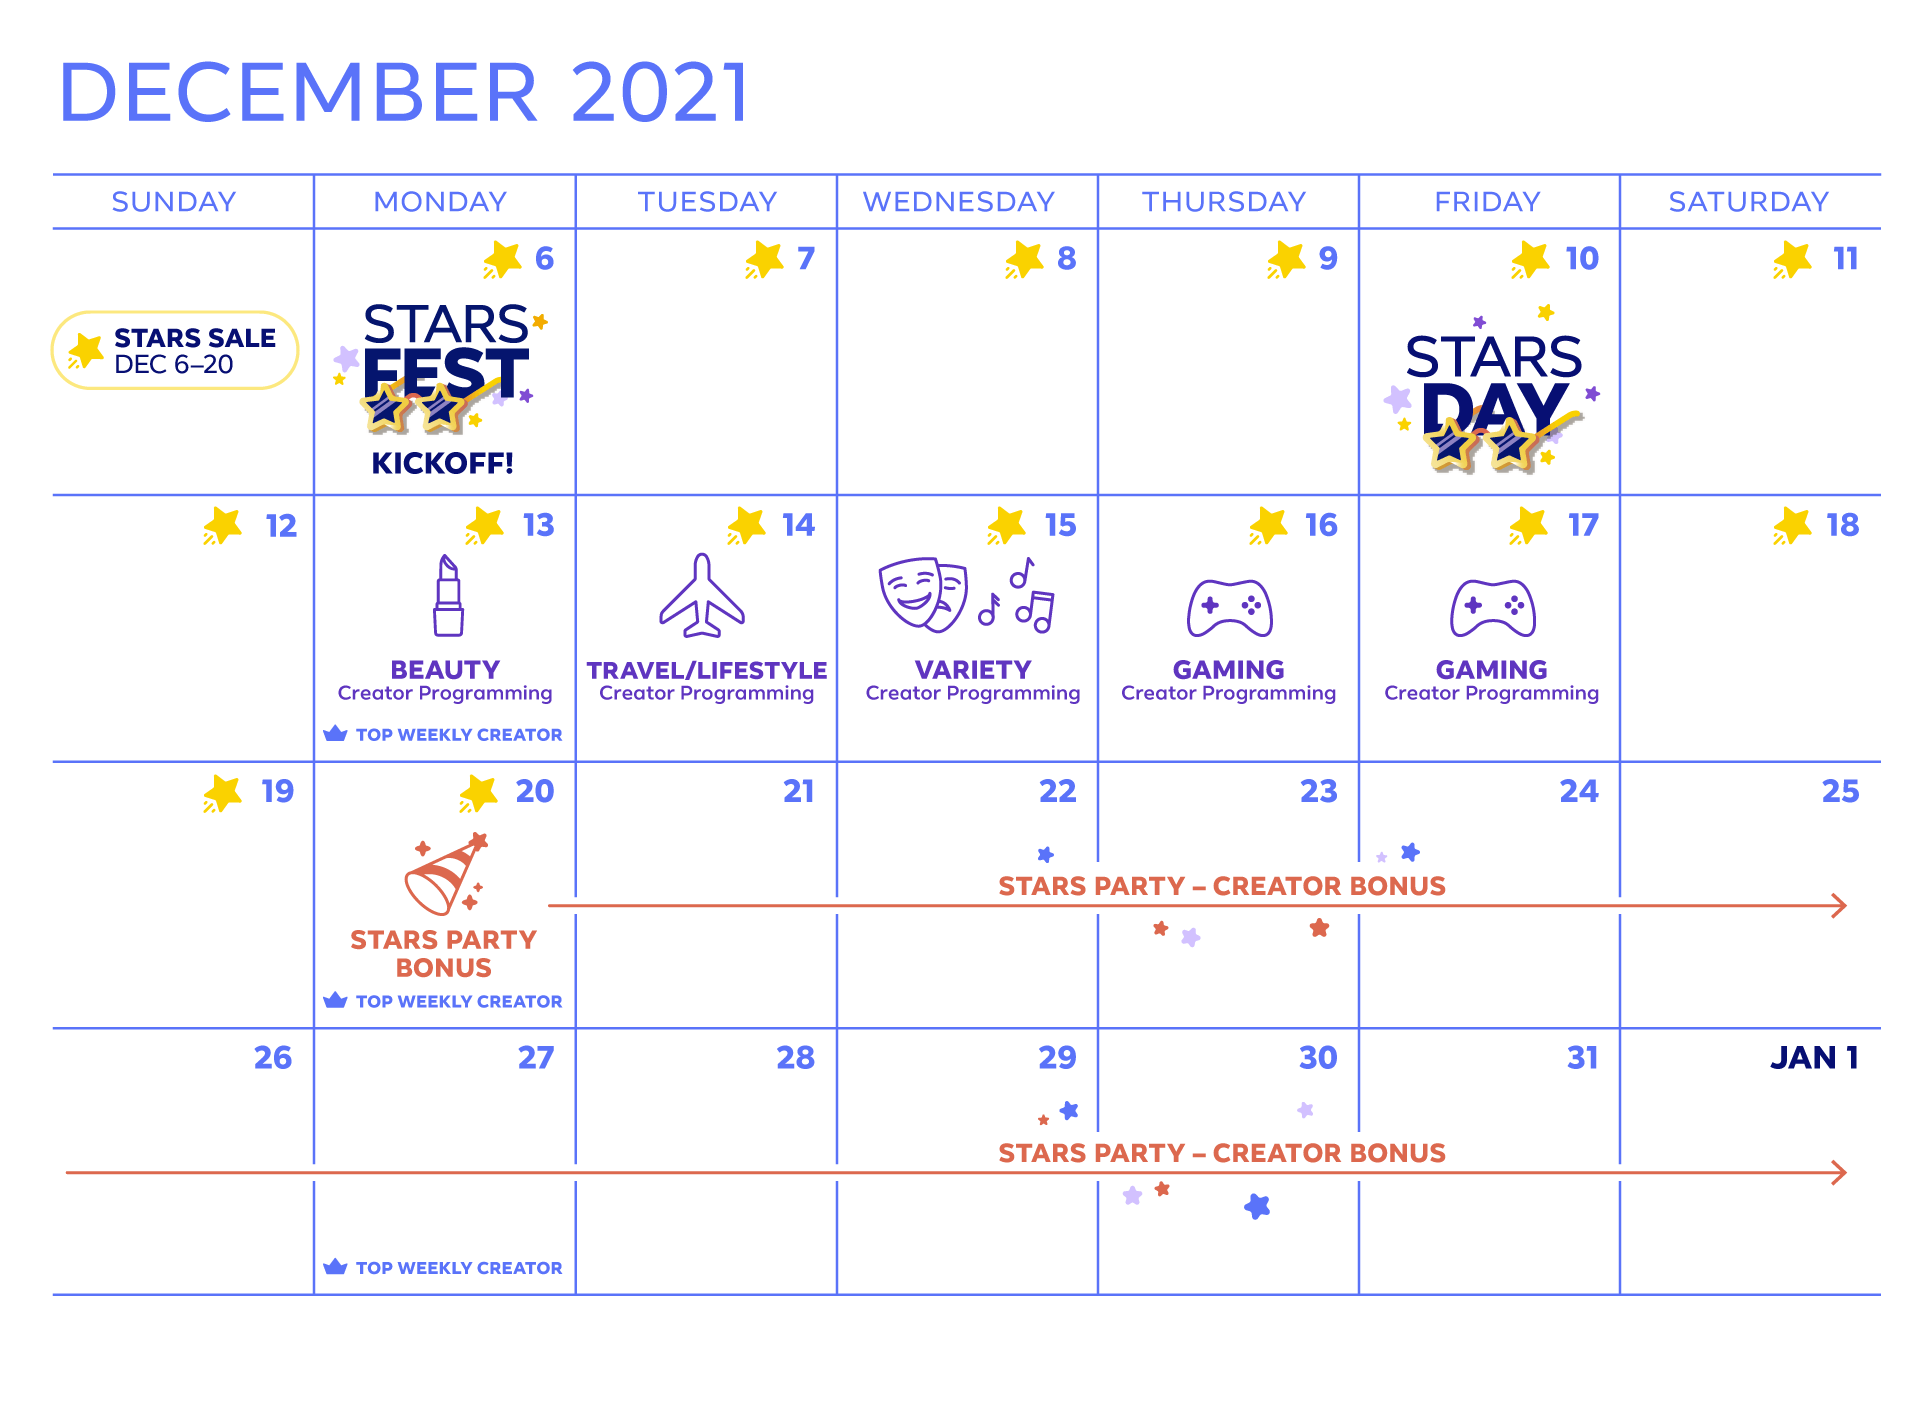 DECEMBER 2021
SUNDAY MONDAY TUESDAY WEDNESDAY THURSDAY FRIDAY SATURDAY
STARS SALE
DEC 6–20
6
STARS
FEST
KICKOFF!
7
8
9
10
STARS
DAY
11
12
13
BEAUTY
Creator Programming
TOP WEEKLY CREATOR
14
TRAVEL/LIFESTYLE
Creator Programming
15
VARIETY
Creator Programming
16
GAMING
Creator Programming
17
GAMING
Creator Programming
18
19
20
STARS PARTY
BONUS
TOP WEEKLY CREATOR
21
22
23
24
25
STARS PARTY – CREATOR BONUS
26
27
TOP WEEKLY CREATOR
28
29
30
31
JAN 1
STARS PARTY – CREATOR BONUS